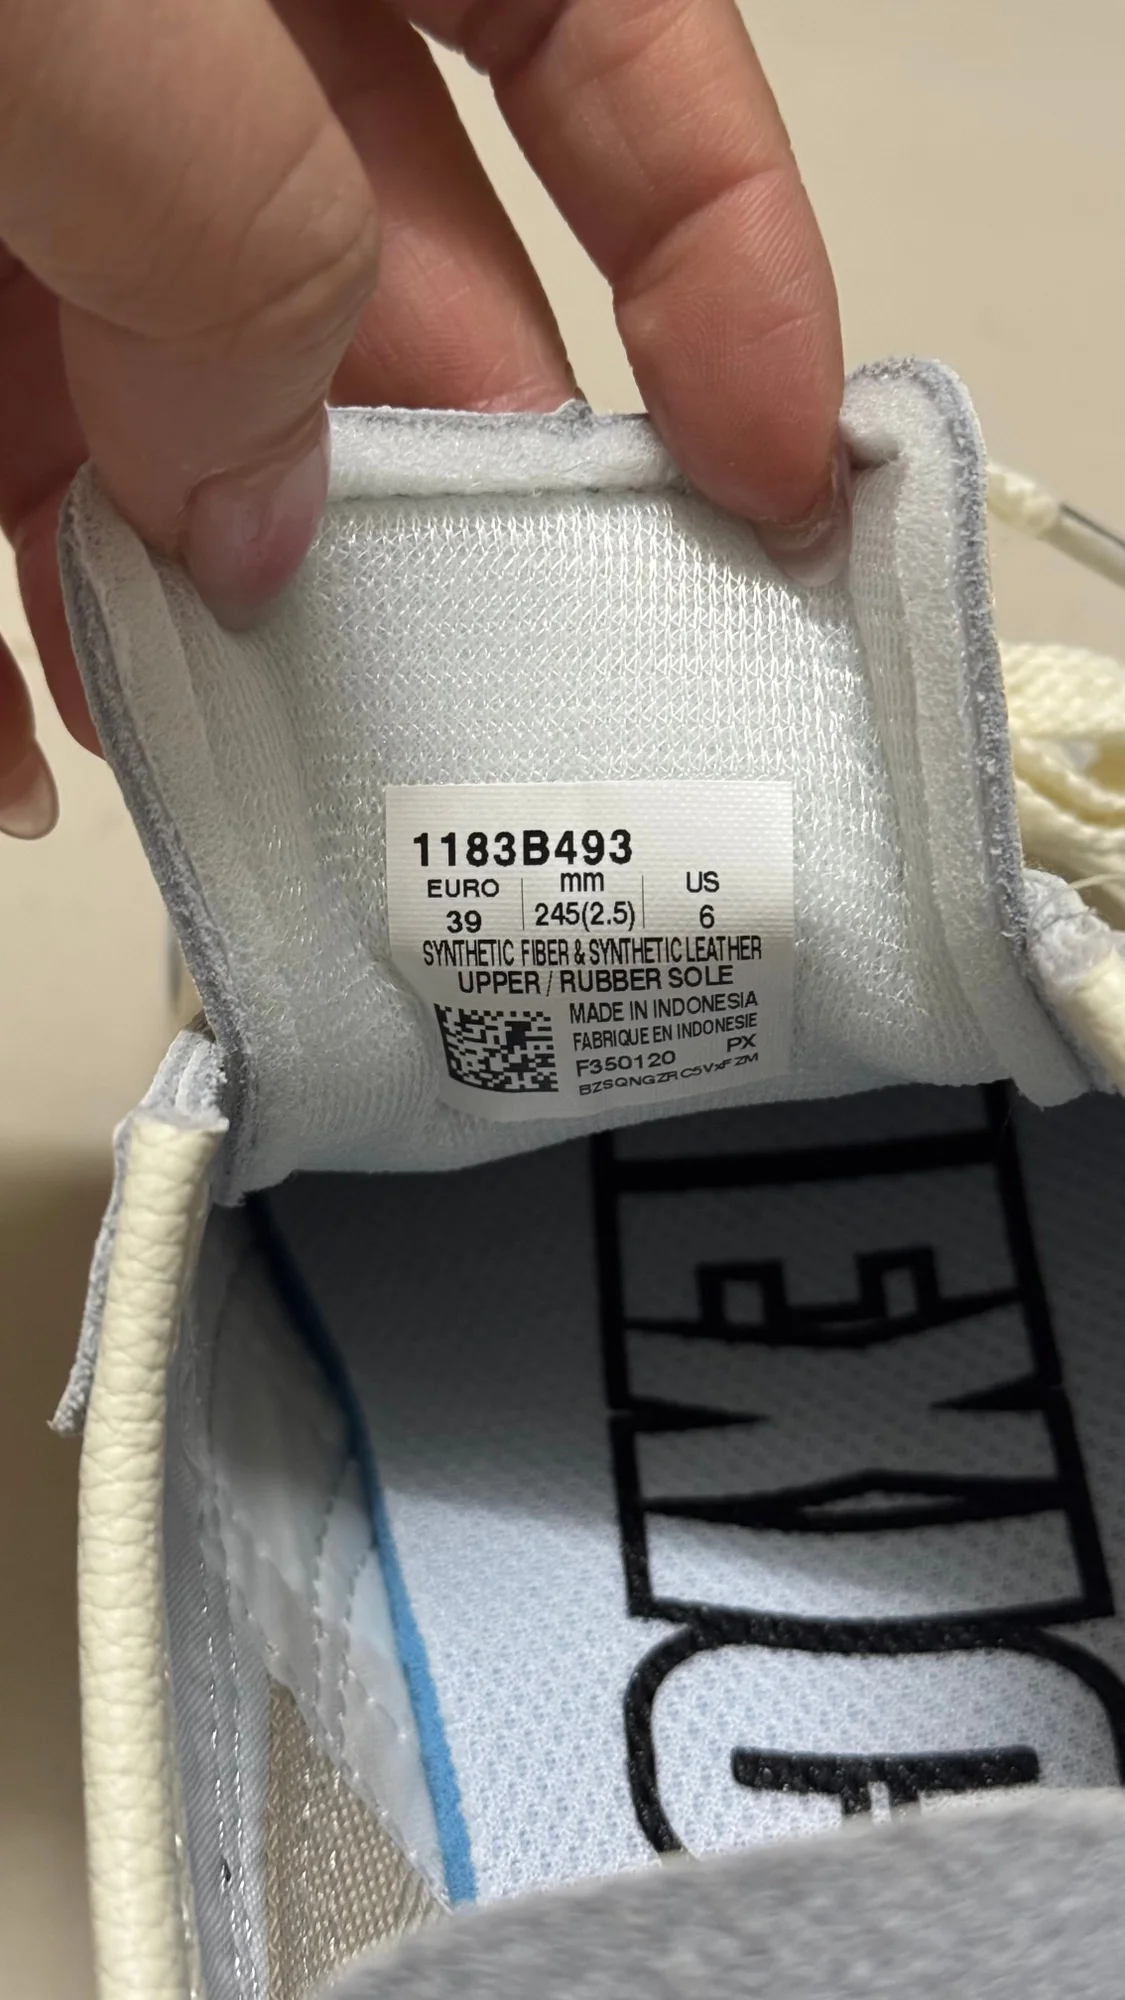 1183B493
EURO mm US
39 245(2.5) 6
SYNTHETIC FIBER & SYNTHETIC LEATHER
UPPER / RUBBER SOLE
MADE IN INDONESIA
FABRIQUE EN INDONESIE
F350120 PX
BZSQNGZRC5VxFZM